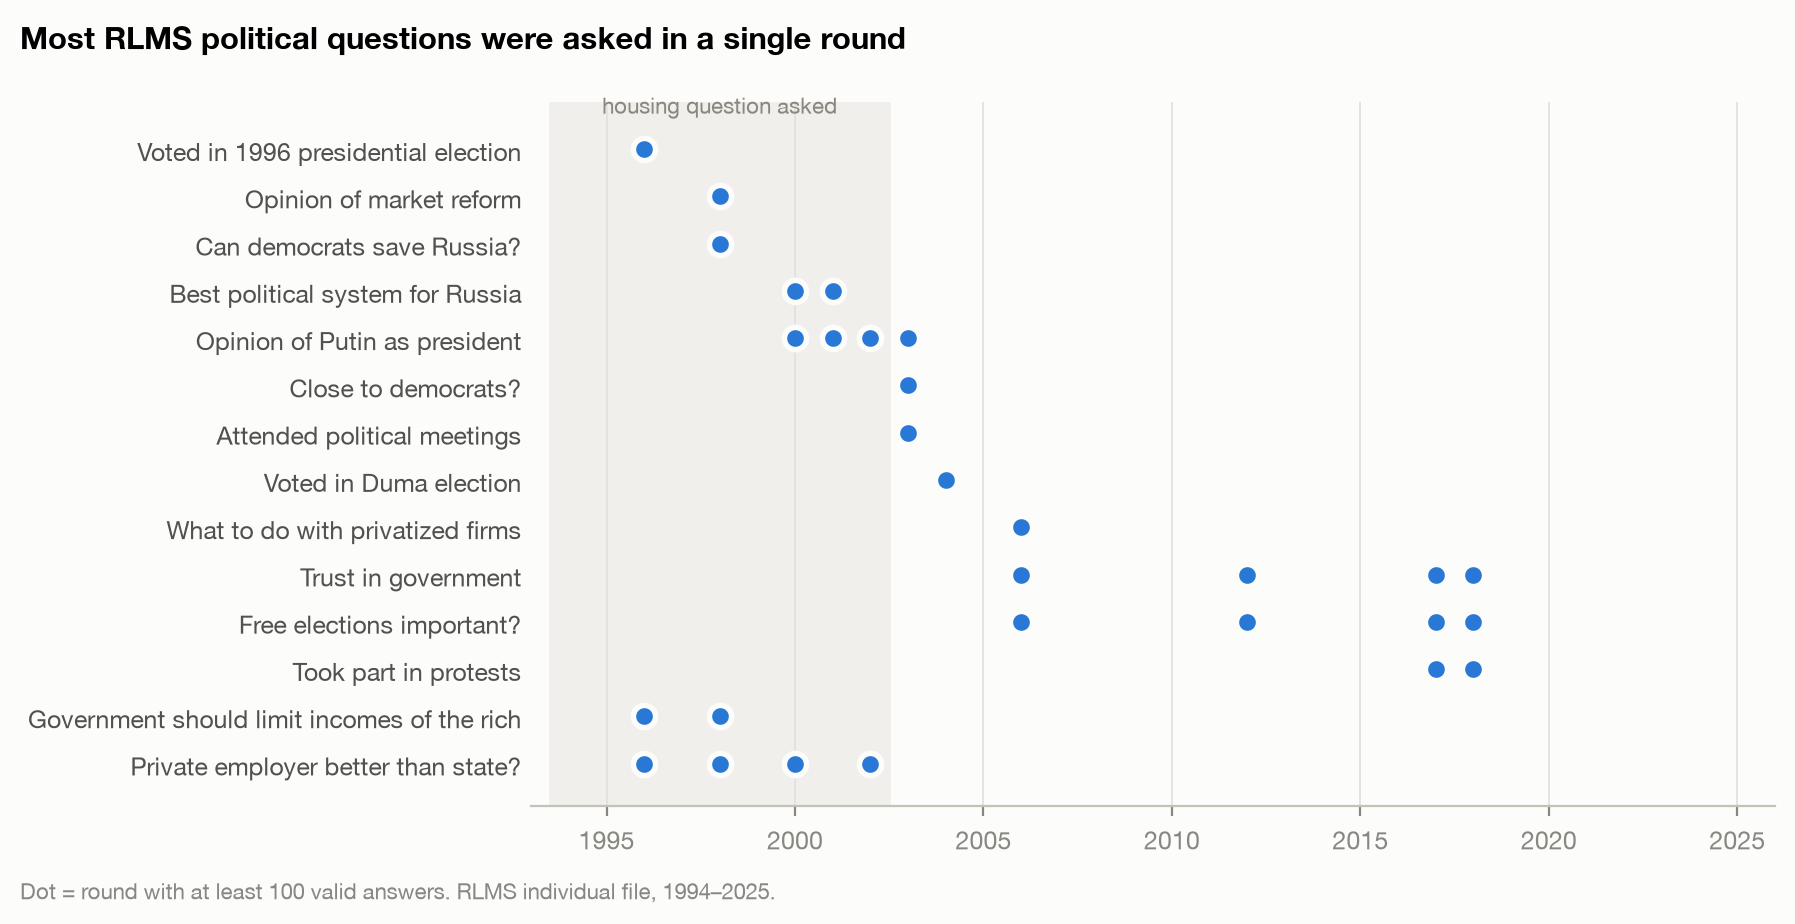 Most RLMS political questions were asked in a single round
housing question asked
Voted in 1996 presidential election
Opinion of market reform
Can democrats save Russia?
Best political system for Russia
Opinion of Putin as president
Close to democrats?
Attended political meetings
Voted in Duma election
What to do with privatized firms
Trust in government
Free elections important?
Took part in protests
Government should limit incomes of the rich
Private employer better than state?
1995 2000 2005 2010 2015 2020 2025
Dot = round with at least 100 valid answers. RLMS individual file, 1994–2025.